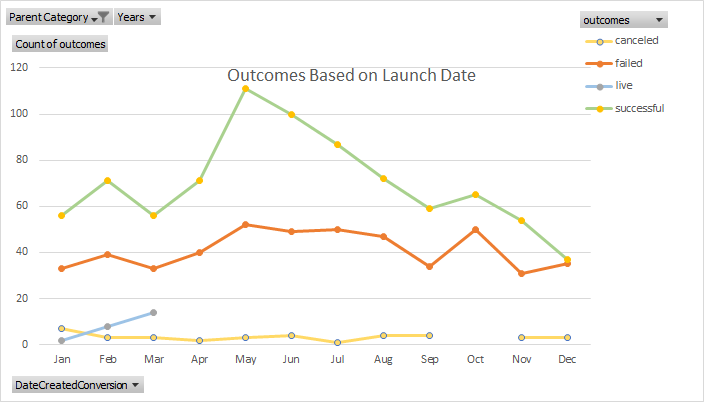 Parent Category Years
outcomes
Count of outcomes
canceled
failed
live
successful
Outcomes Based on Launch Date
120
100
80
60
40
20
0
Jan Feb Mar Apr May Jun Jul Aug Sep Oct Nov Dec
DateCreatedConversion